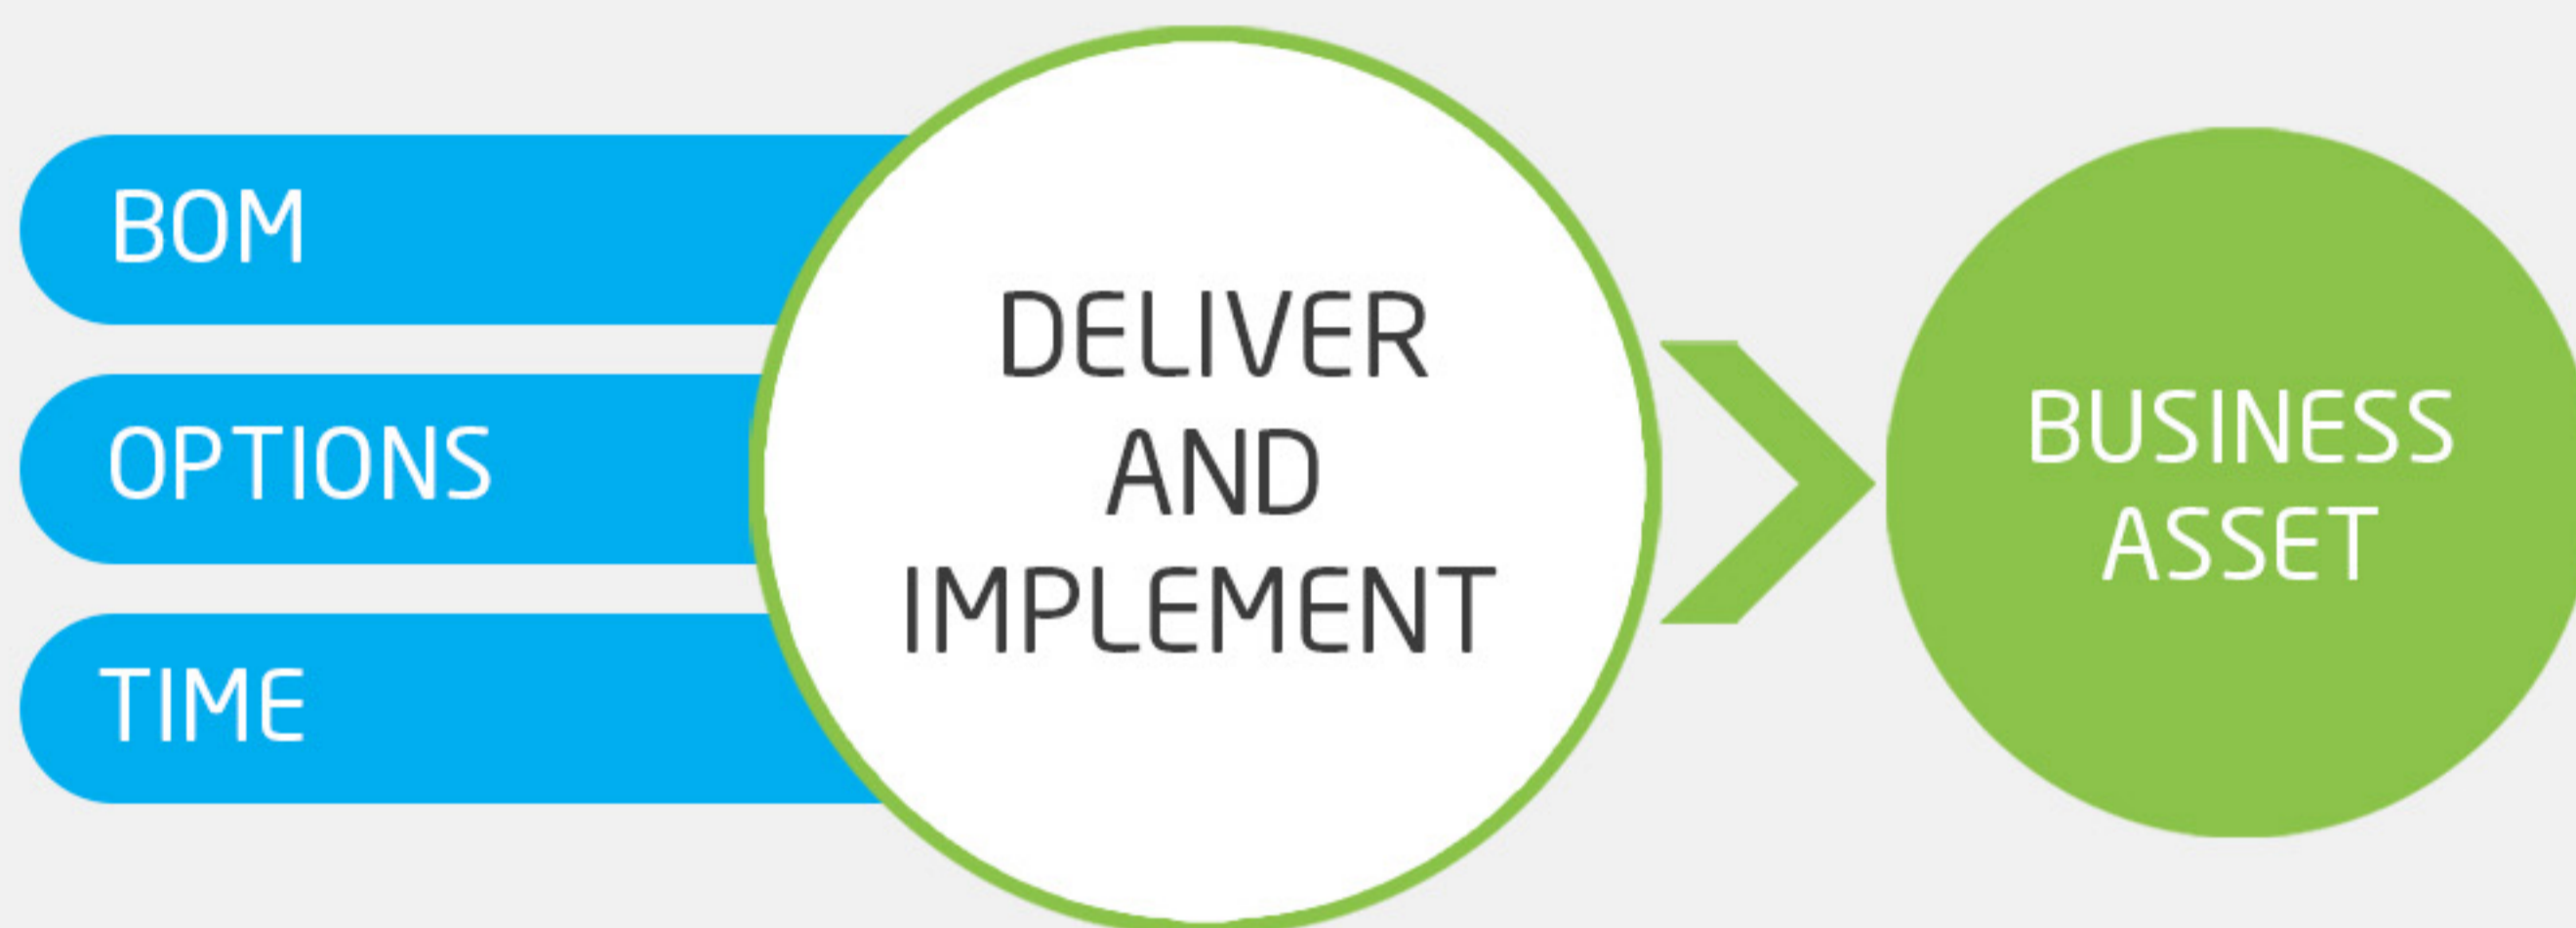 BOM
OPTIONS
TIME
DELIVER
AND
IMPLEMENT
BUSINESS
ASSET